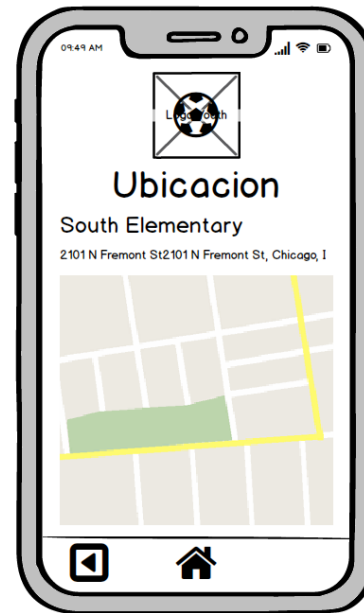 09:49 AM
Ubicacion
South Elementary
2101 N Fremont St2101 N Fremont St, Chicago, I